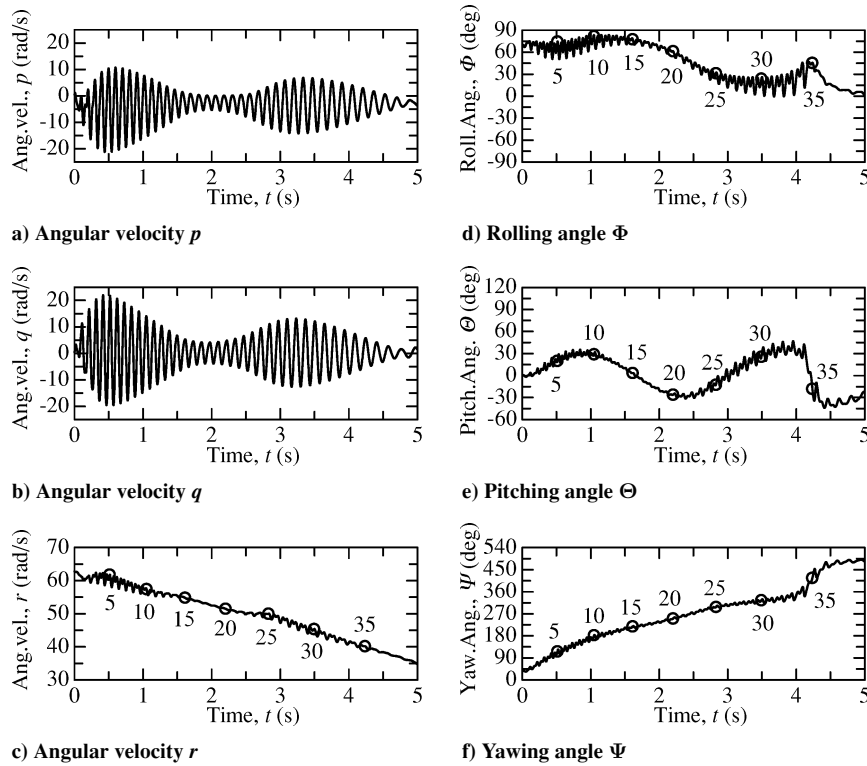 Ang.vel., p (rad/s)
20
10
0
-10
-20
0 1 2 3 4 5
Time, t (s)
a) Angular velocity p
Roll.Ang., Φ (deg)
90
60
30
0
-30
-60
-90
5 10 15 20 25 30 35
0 1 2 3 4 5
Time, t (s)
d) Rolling angle Φ
Ang.vel., q (rad/s)
20
10
0
-10
-20
0 1 2 3 4 5
Time, t (s)
b) Angular velocity q
Pitch.Ang. Θ (deg)
120
90
60
30
0
-30
-60
5 10 15 20 25 30 35
0 1 2 3 4 5
Time, t (s)
e) Pitching angle Θ
Ang.vel., r (rad/s)
70
60
50
40
30
5 10 15 20 25 30 35
0 1 2 3 4 5
Time, t (s)
c) Angular velocity r
Yaw.Ang., Ψ (deg)
540
450
360
270
180
90
0
5 10 15 20 25 30 35
0 1 2 3 4 5
Time, t (s)
f) Yawing angle Ψ